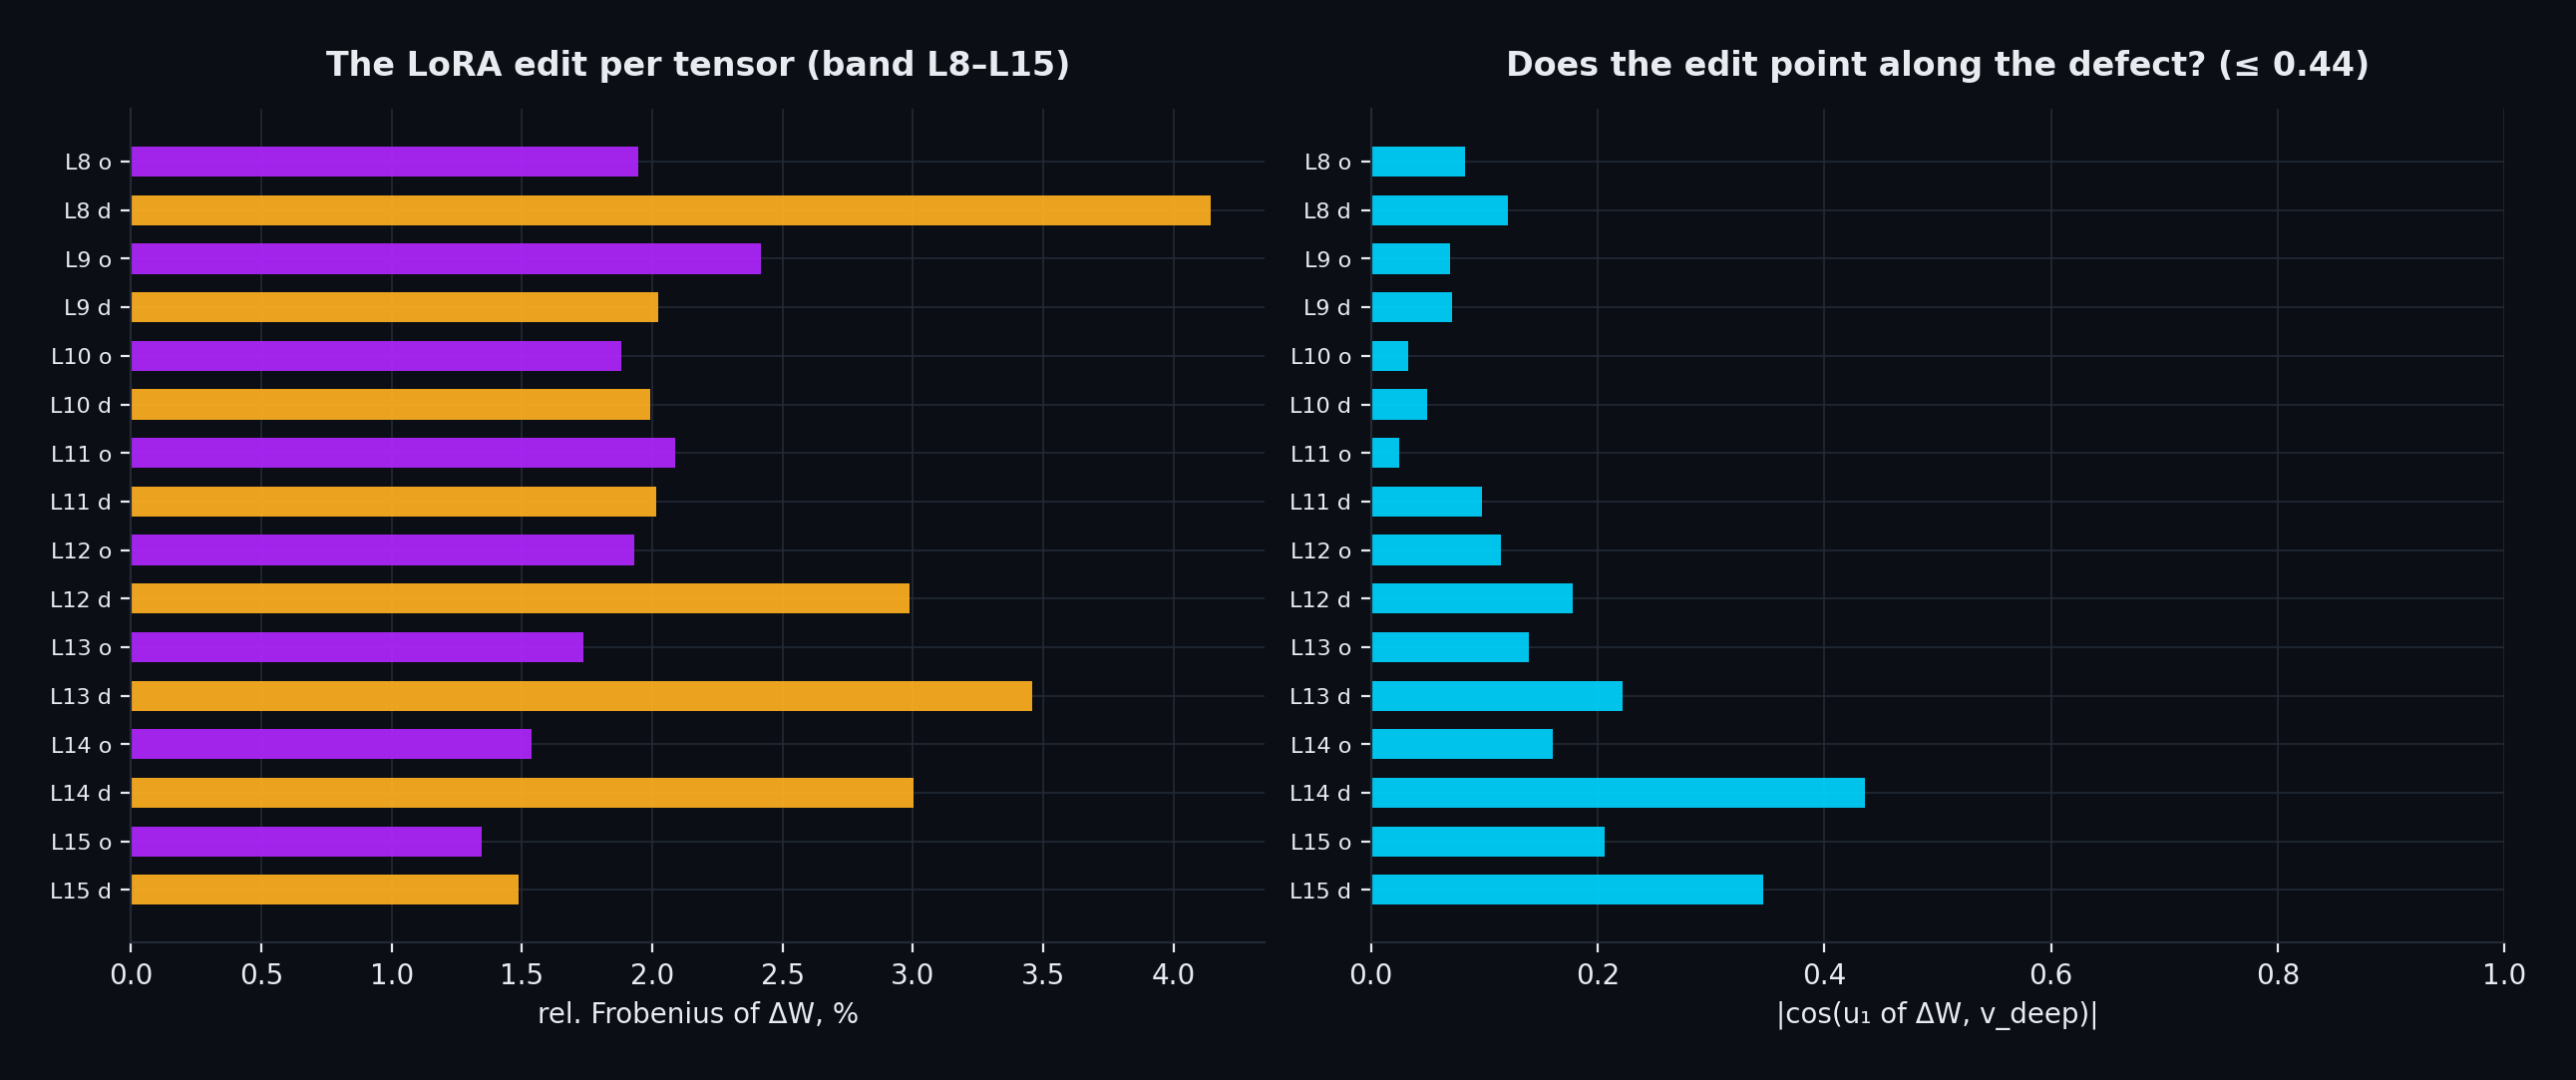 The LoRA edit per tensor (band L8–L15)
L8 o
L8 d
L9 o
L9 d
L10 o
L10 d
L11 o
L11 d
L12 o
L12 d
L13 o
L13 d
L14 o
L14 d
L15 o
L15 d
0.0 0.5 1.0 1.5 2.0 2.5 3.0 3.5 4.0
rel. Frobenius of ΔW, %
Does the edit point along the defect? (≤ 0.44)
L8 o
L8 d
L9 o
L9 d
L10 o
L10 d
L11 o
L11 d
L12 o
L12 d
L13 o
L13 d
L14 o
L14 d
L15 o
L15 d
0.0 0.2 0.4 0.6 0.8 1.0
|cos(u₁ of ΔW, v_deep)|